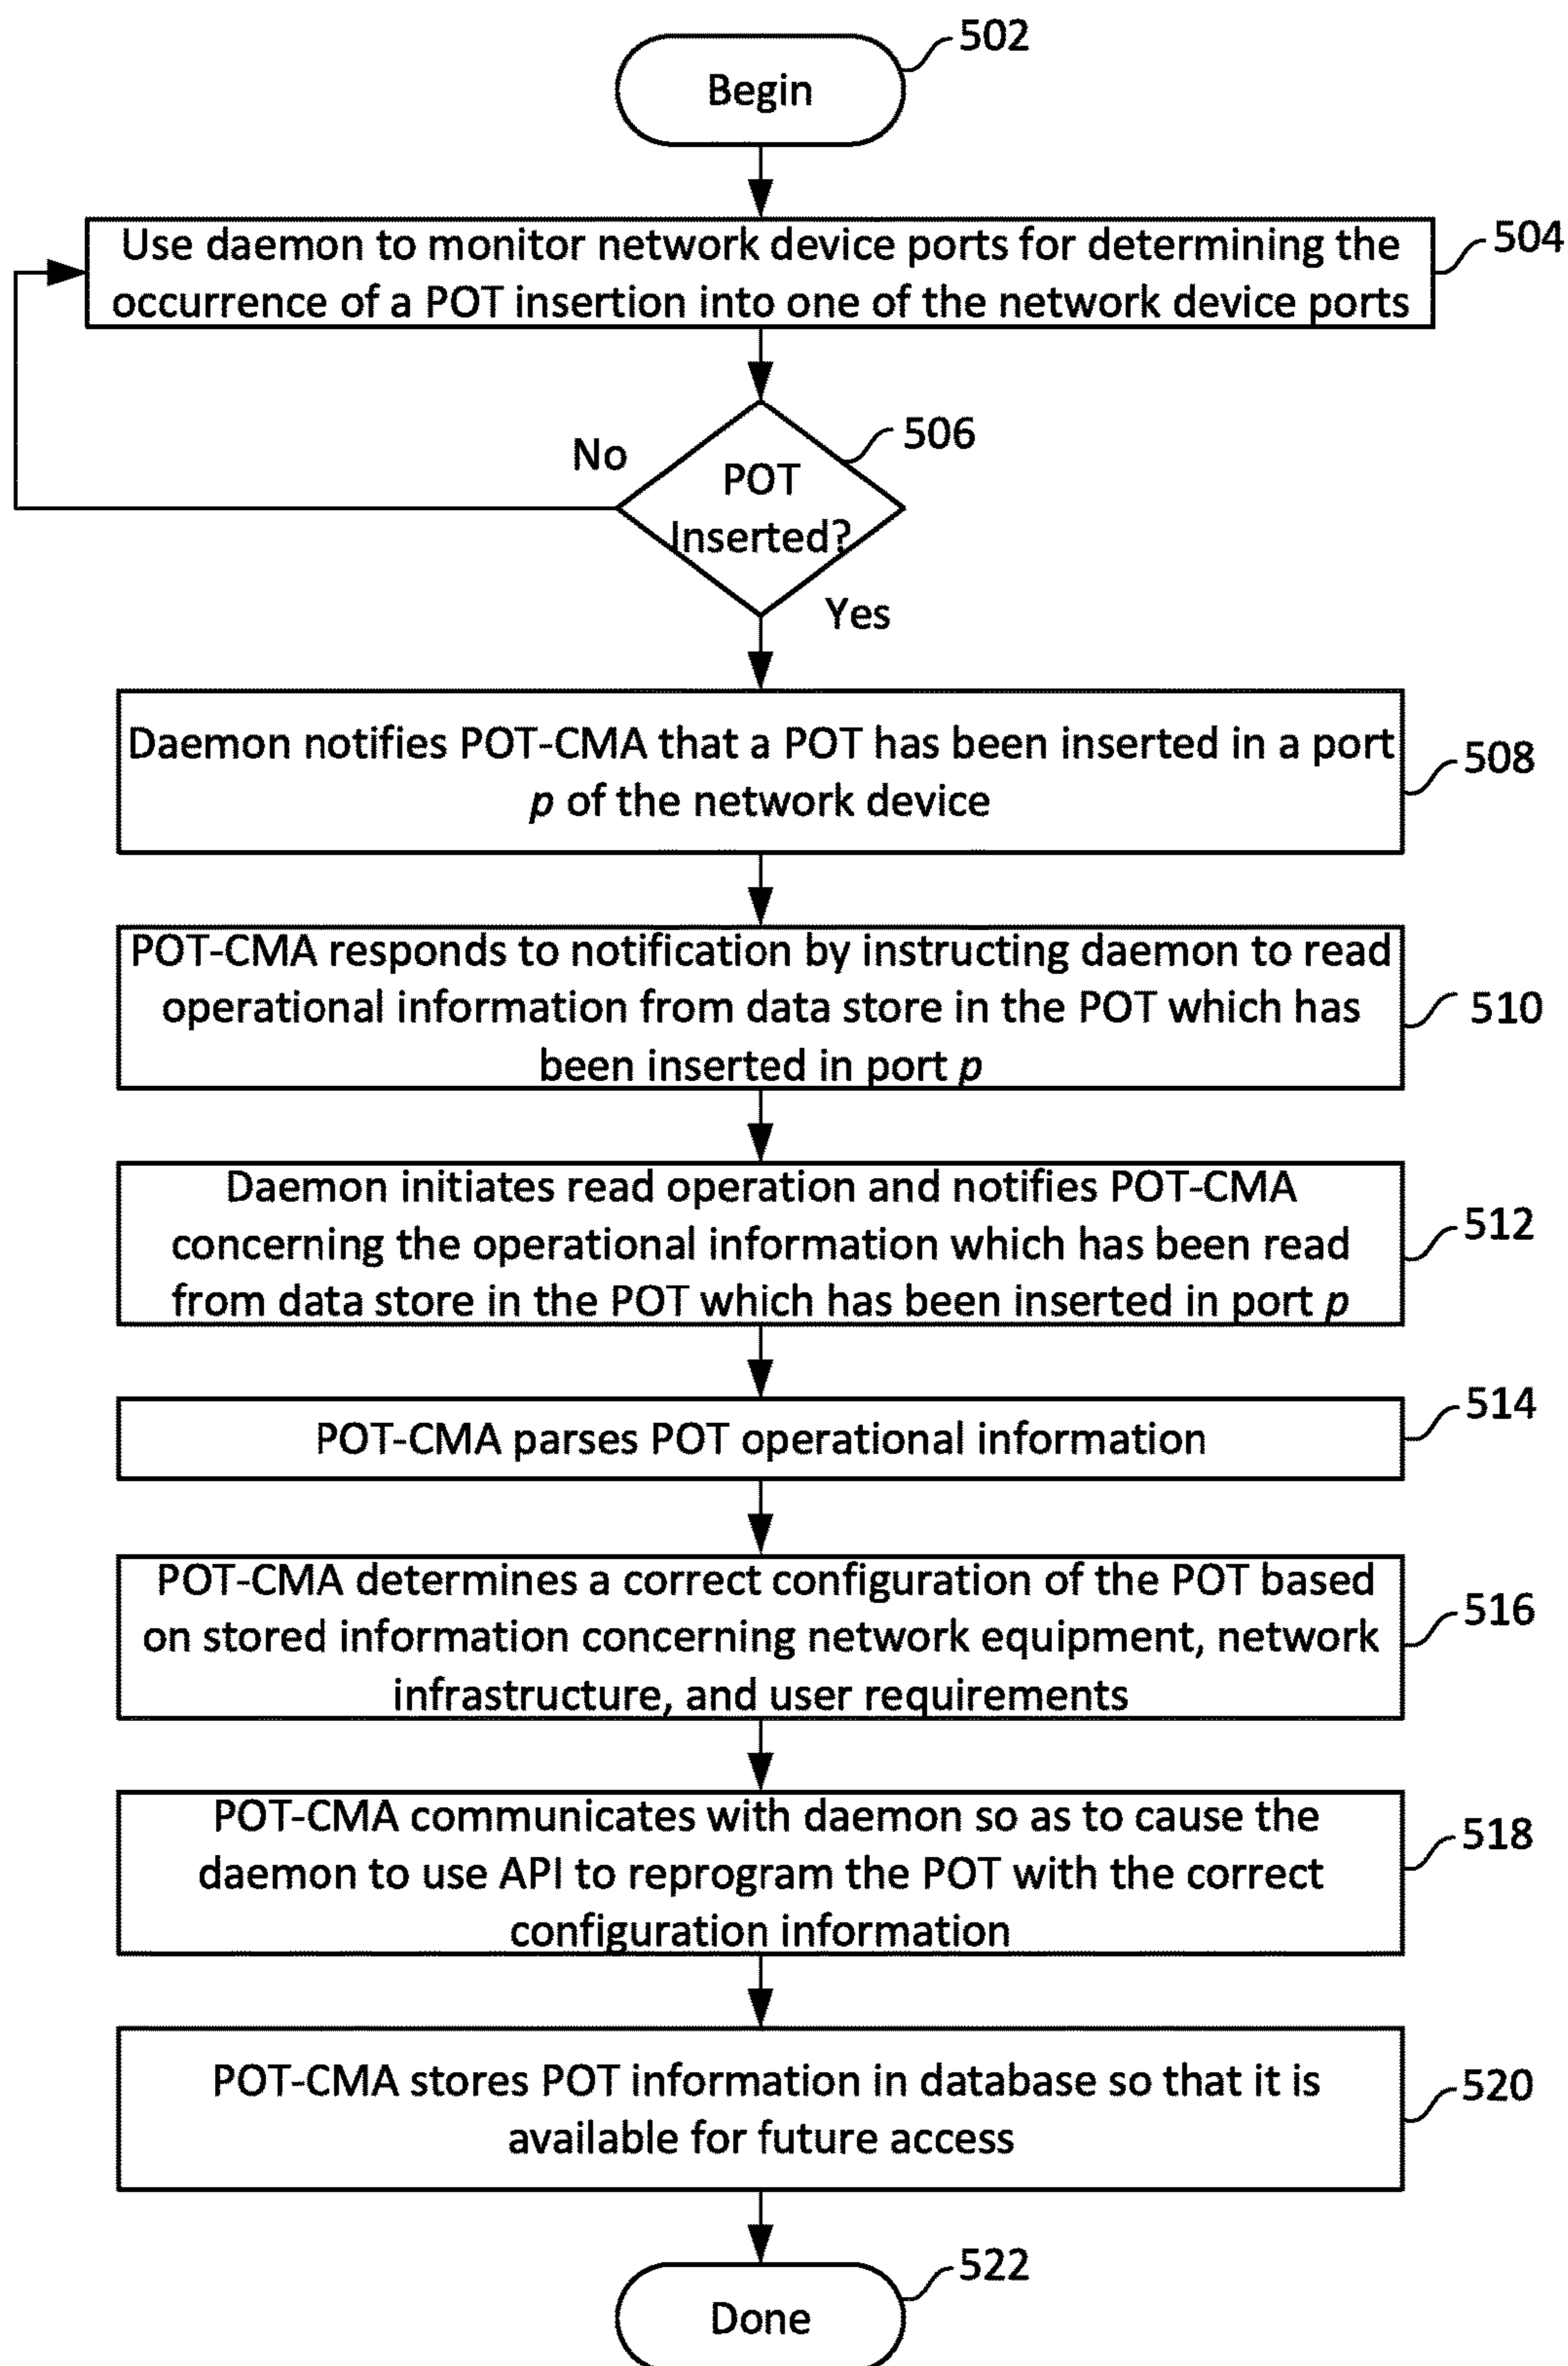 502
Begin
504
Use daemon to monitor network device ports for determining the
occurrence of a POT insertion into one of the network device ports
506
No
POT
Inserted?
Yes
508
Daemon notifies POT-CMA that a POT has been inserted in a port
p of the network device
510
POT-CMA responds to notification by instructing daemon to read
operational information from data store in the POT which has
been inserted in port p
512
Daemon initiates read operation and notifies POT-CMA
concerning the operational information which has been read
from data store in the POT which has been inserted in port p
514
POT-CMA parses POT operational information
516
POT-CMA determines a correct configuration of the POT based
on stored information concerning network equipment, network
infrastructure, and user requirements
518
POT-CMA communicates with daemon so as to cause the
daemon to use API to reprogram the POT with the correct
configuration information
520
POT-CMA stores POT information in database so that it is
available for future access
522
Done